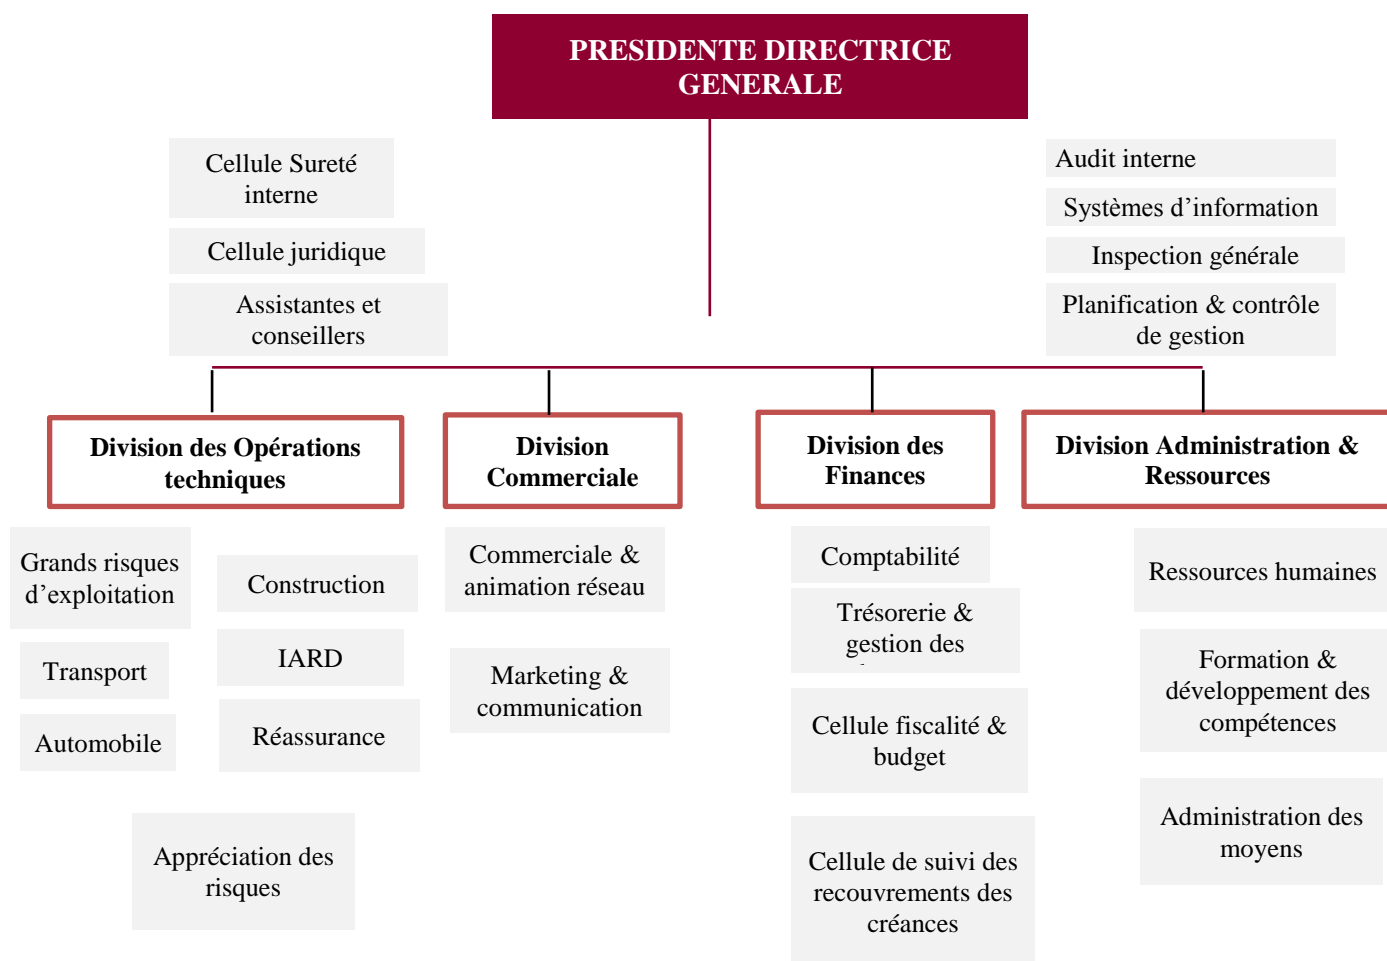 PRESIDENTE DIRECTRICE
GENERALE
Cellule Sureté
interne
Cellule juridique
Assistantes et
conseillers
Audit interne
Systèmes d’information
Inspection générale
Planification & contrôle
de gestion
Division des Opérations
techniques
Division
Commerciale
Division des
Finances
Division Administration &
Ressources
Grands risques
d’exploitation
Transport
Automobile
Construction
IARD
Réassurance
Appréciation des
risques
Commerciale &
animation réseau
Marketing &
communication
Comptabilité
Trésorerie &
gestion des
Cellule fiscalité &
budget
Cellule de suivi des
recouvrements des
créances
Ressources humaines
Formation &
développement des
compétences
Administration des
moyens